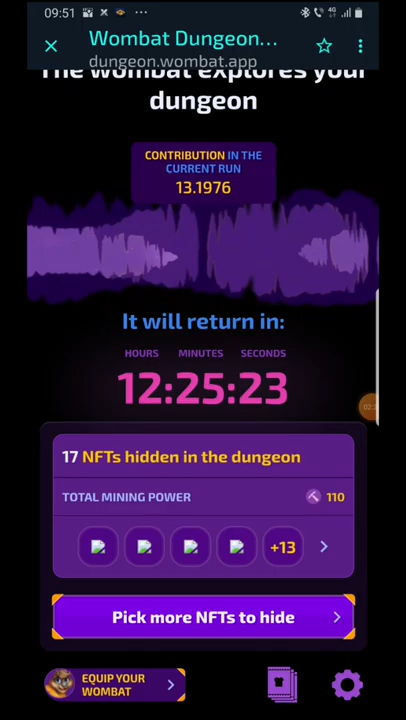 09:51
4G
Wombat Dungeon...
dungeon.wombat.app
The wombat explores your
dungeon
CONTRIBUTION IN THE
CURRENT RUN
13.1976
It will return in:
HOURS MINUTES SECONDS
12:25:23
17 NFTs hidden in the dungeon
TOTAL MINING POWER 110
+13
Pick more NFTs to hide
EQUIP YOUR
WOMBAT